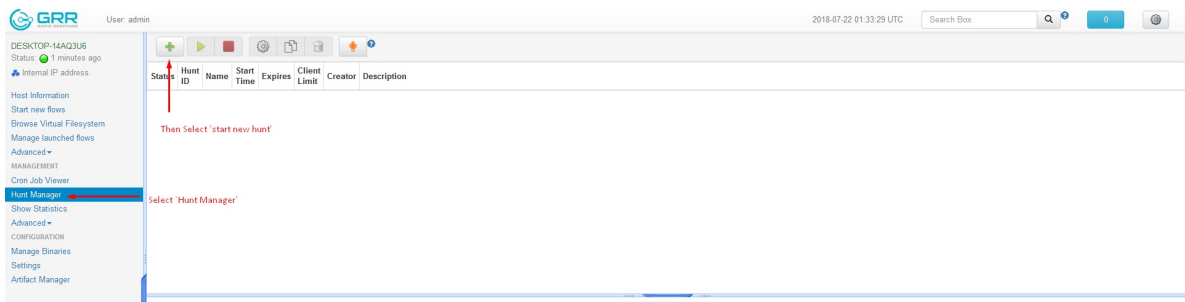 GRR
RAPID RESPONSE
User: admin
2018-07-22 01:33:29 UTC
Search Box
0
DESKTOP-14AQ3U6
Status: 1 minutes ago
Internal IP address.
Host Information
Start new flows
Browse Virtual Filesystem
Manage launched flows
Advanced
MANAGEMENT
Cron Job Viewer
Hunt Manager
Show Statistics
Advanced
CONFIGURATION
Manage Binaries
Settings
Artifact Manager
Status Hunt ID Name Start Time Expires Client Limit Creator Description
Then Select 'start new hunt'
Select 'Hunt Manager'